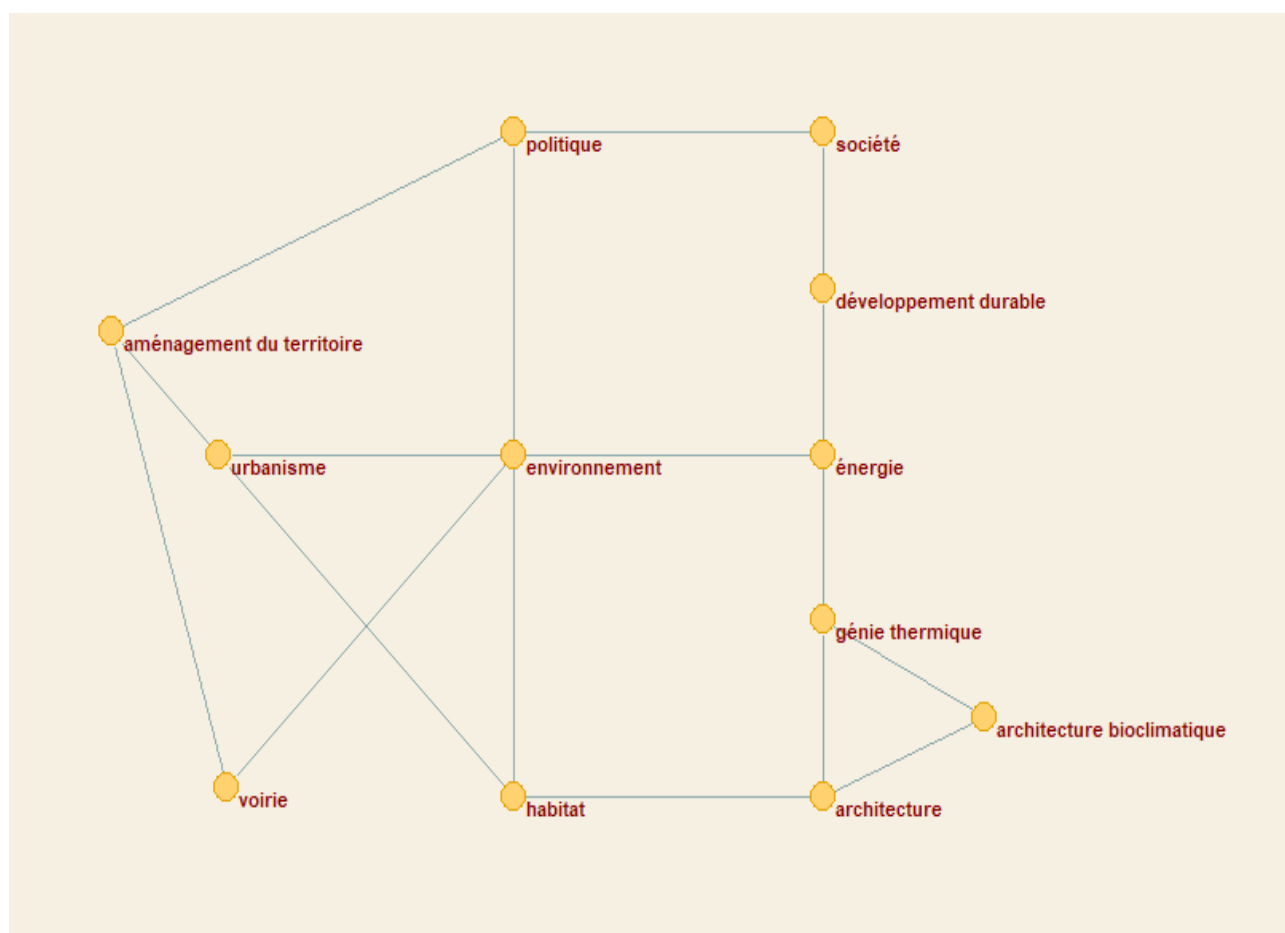 politique
société
développement durable
aménagement du territoire
urbanisme
environnement
énergie
génie thermique
architecture bioclimatique
voirie
habitat
architecture